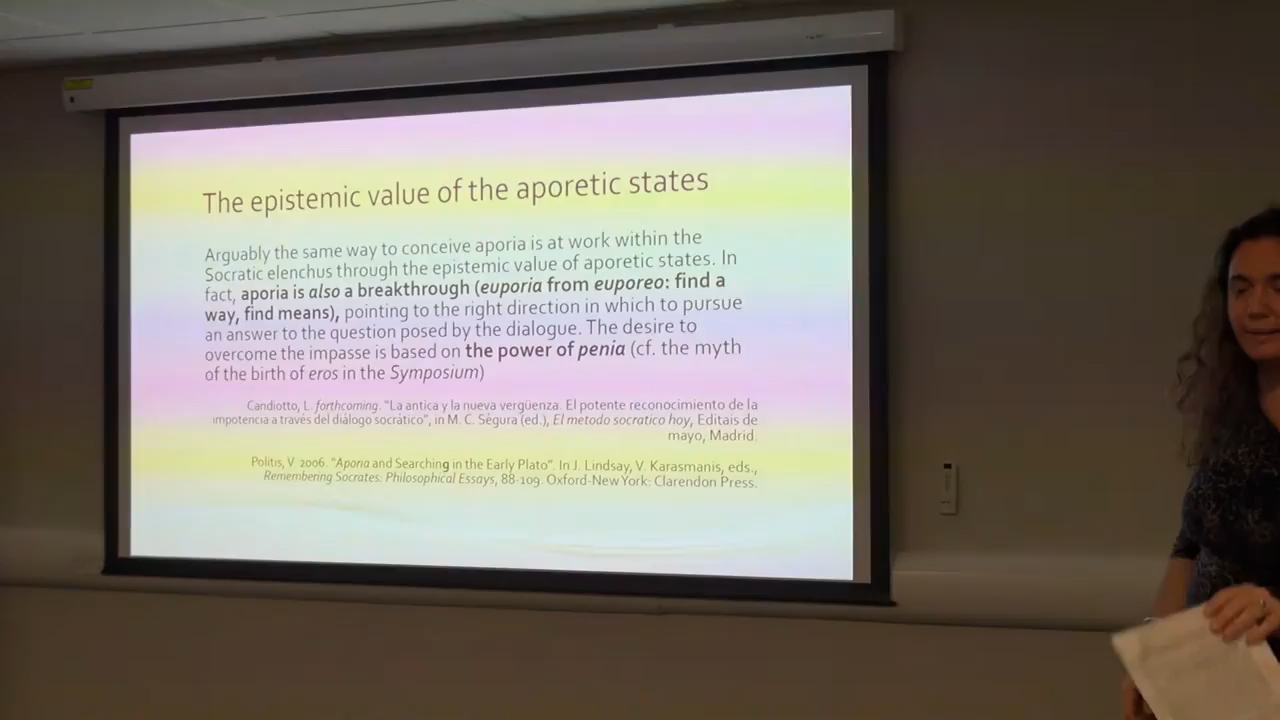 The epistemic value of the aporetic states
Arguably the same way to conceive aporia is at work within the
Socratic elenchus through the epistemic value of aporetic states. In
fact, aporia is also a breakthrough (euporia from euporeo: find a
way, find means), pointing to the right direction in which to pursue
an answer to the question posed by the dialogue. The desire to
overcome the impasse is based on the power of penia (cf. the myth
of the birth of eros in the Symposium)
Candiotto, L. forthcoming. "La antica y la nueva vergüenza. El potente reconocimiento de la
impotencia a través del diálogo socrático", in M. C. Ségura (ed.), El metodo socratico hoy, Editais de
mayo, Madrid.
Politis, V. 2006. "Aporia and Searching in the Early Plato". In J. Lindsay, V. Karasmanis, eds.,
Remembering Socrates: Philosophical Essays, 88-109. Oxford-New York: Clarendon Press.